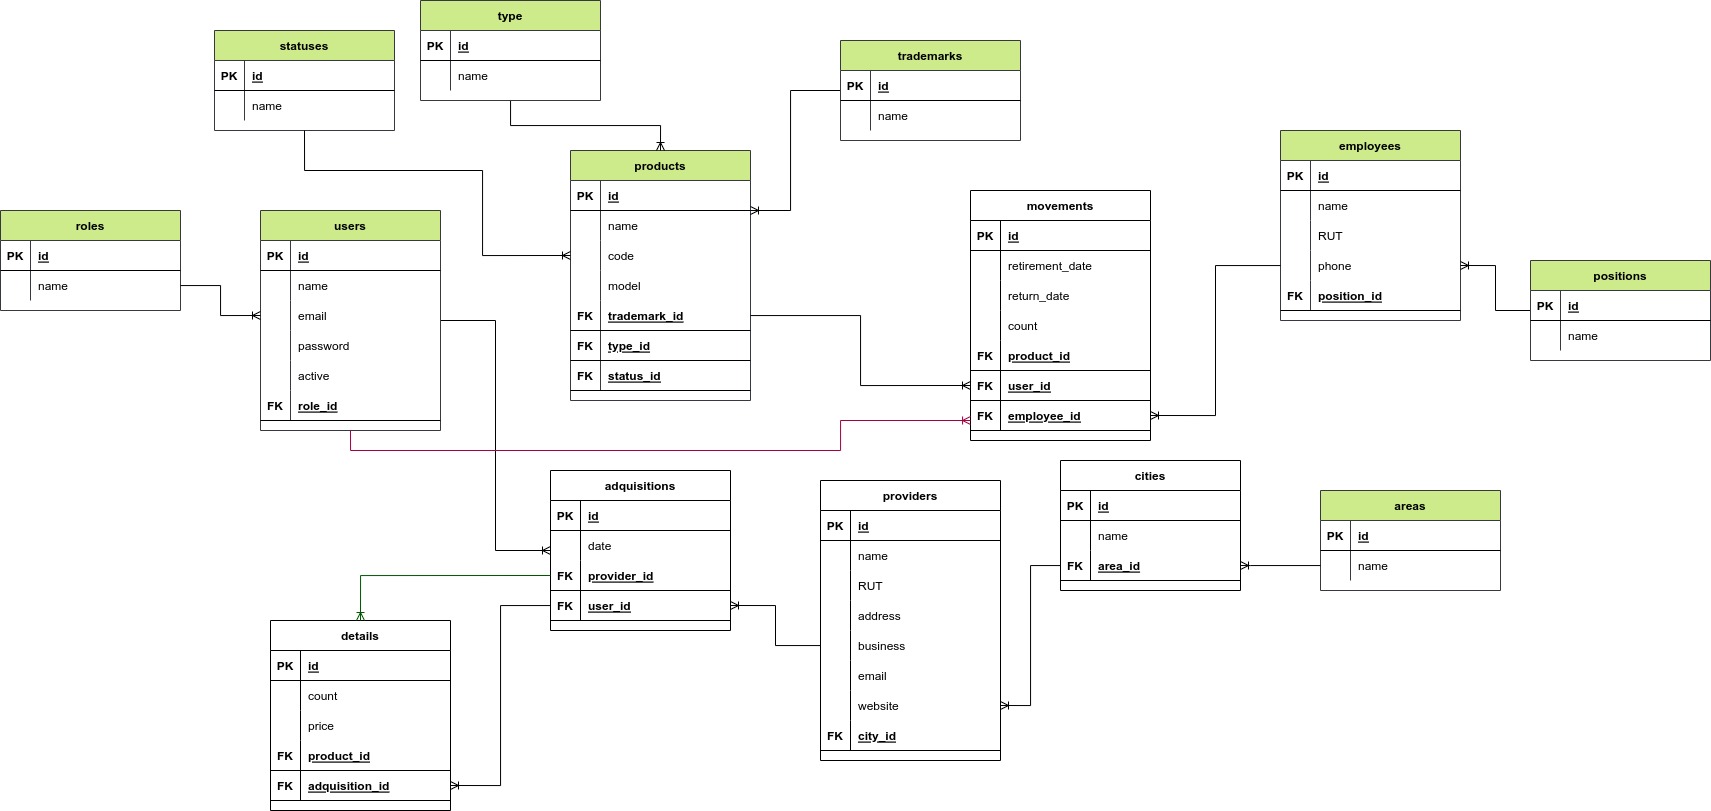 type
PK id
name
statuses
PK id
name
trademarks
PK id
name
employees
PK id
name
RUT
phone
FK position_id
products
PK id
name
code
model
FK trademark_id
FK type_id
FK status_id
movements
PK id
retirement_date
return_date
count
FK product_id
FK user_id
FK employee_id
roles
PK id
name
users
PK id
name
email
password
active
FK role_id
positions
PK id
name
adquisitions
PK id
date
FK provider_id
FK user_id
providers
PK id
name
RUT
address
business
email
website
FK city_id
cities
PK id
name
FK area_id
areas
PK id
name
details
PK id
count
price
FK product_id
FK adquisition_id